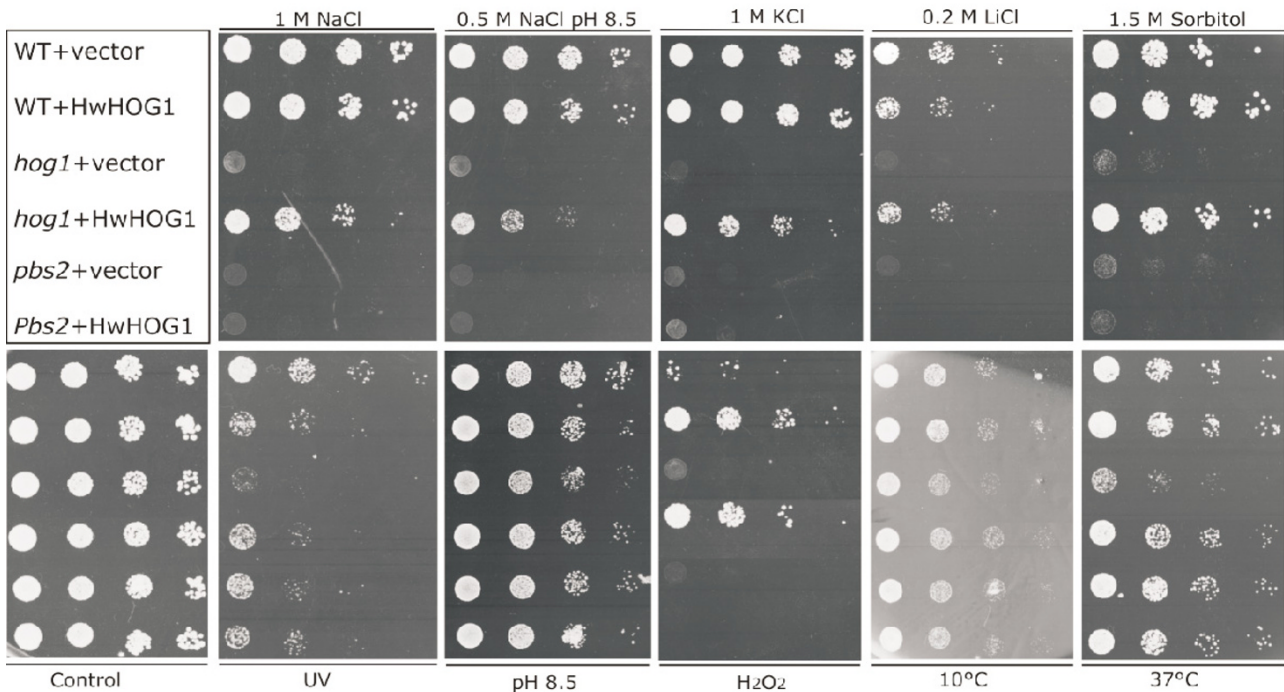 1 M NaCl
0.5 M NaCl pH 8.5
1 M KCl
0.2 M LiCl
1.5 M Sorbitol
WT+vector
WT+HwHOG1
hog1+vector
hog1+HwHOG1
pbs2+vector
Pbs2+HwHOG1
Control
UV
pH 8.5
H2O2
10°C
37°C